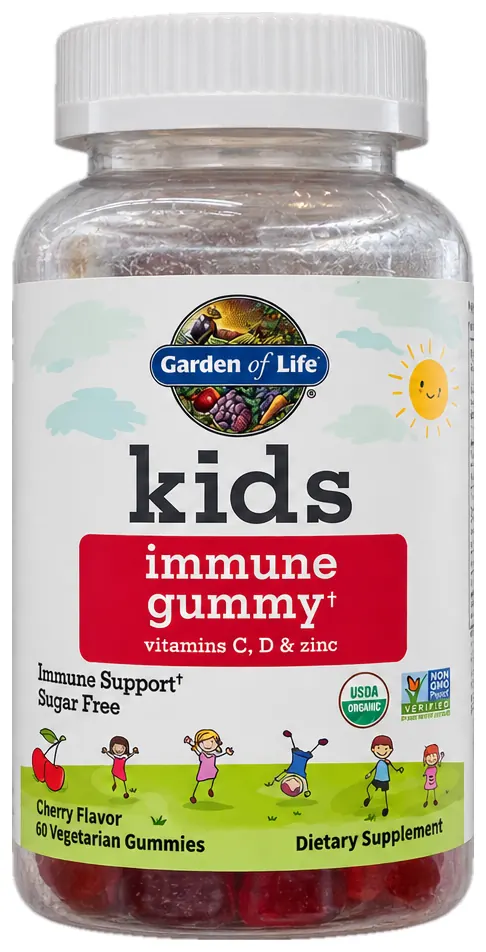 Garden of Life®
®
kids
immune
gummy†
vitamins C, D & zinc
Immune Support†
Sugar Free
USDA
ORGANIC
NON
GMO
Project
VERIFIED
Cherry Flavor
60 Vegetarian Gummies
Dietary Supplement